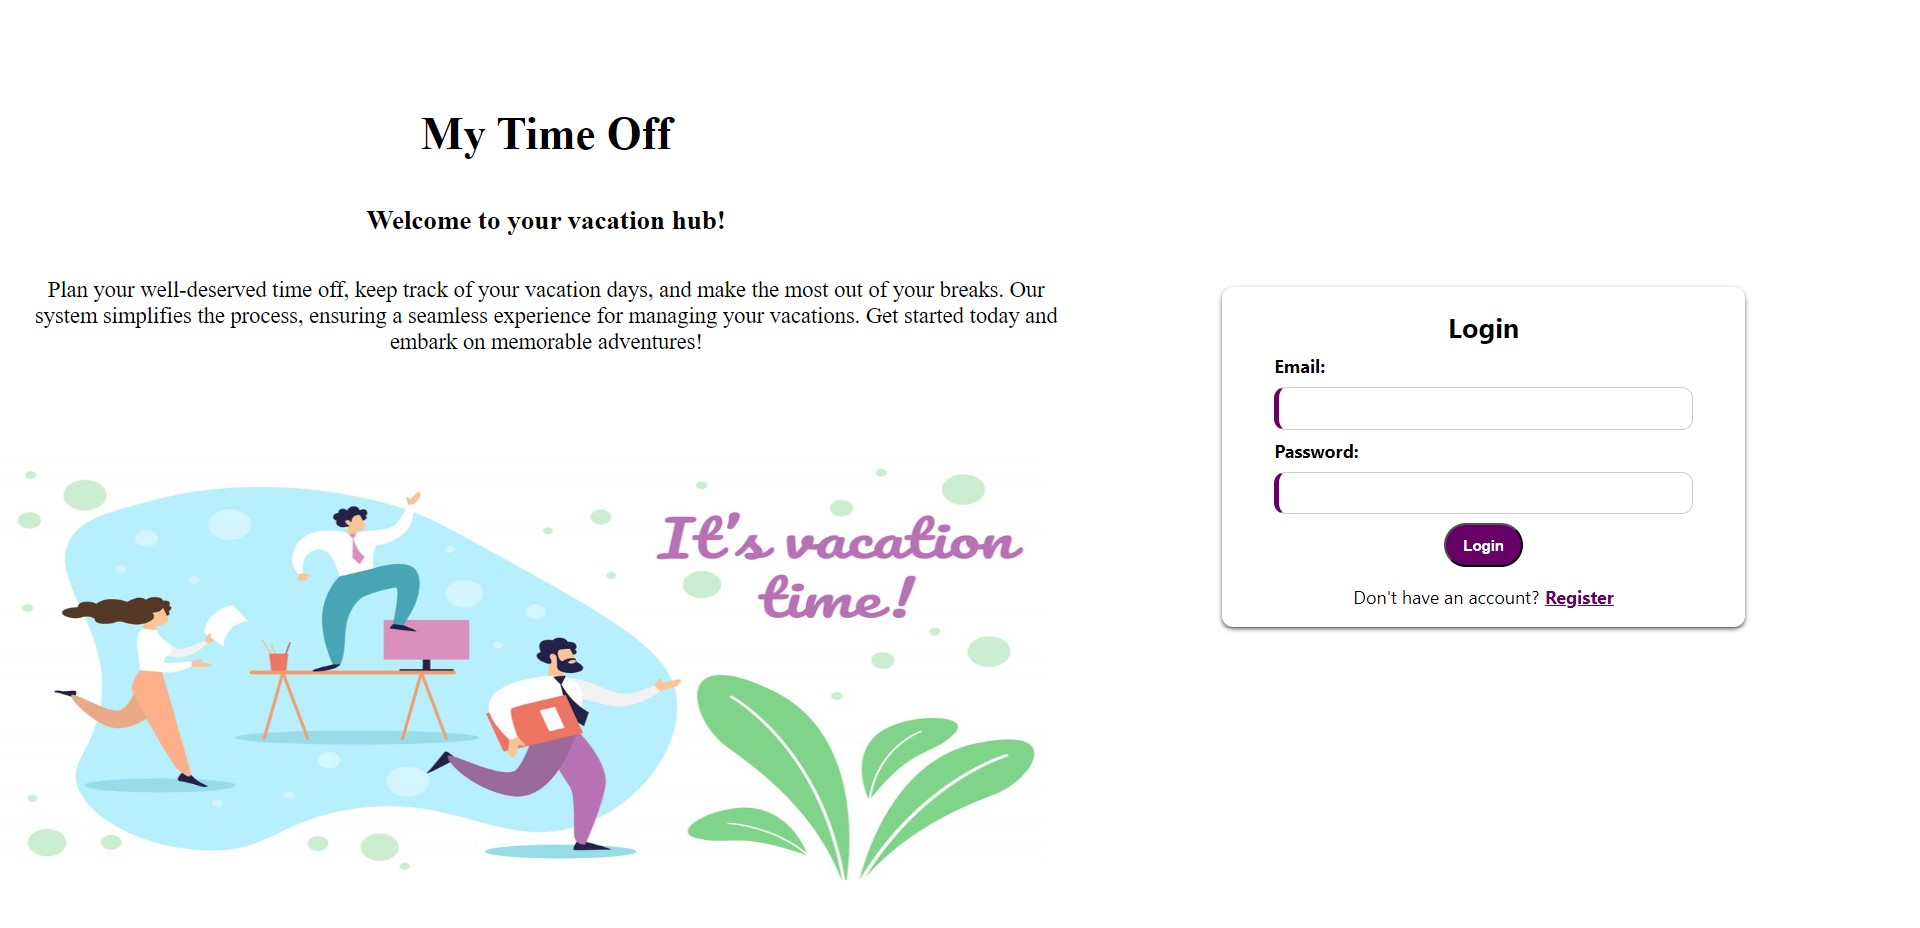 My Time Off
Welcome to your vacation hub!
Plan your well-deserved time off, keep track of your vacation days, and make the most out of your breaks. Our
system simplifies the process, ensuring a seamless experience for managing your vacations. Get started today and
embark on memorable adventures!
It's vacation
time!
Login
Email:
Password:
Login
Don't have an account? Register